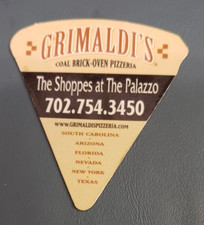 GRIMALDI'S
COAL BRICK-OVEN PIZZERIA
The Shoppes at The Palazzo
702.754.3450
WWW.GRIMALDISPIZZERIA.COM
SOUTH CAROLINA
ARIZONA
FLORIDA
NEVADA
NEW YORK
TEXAS